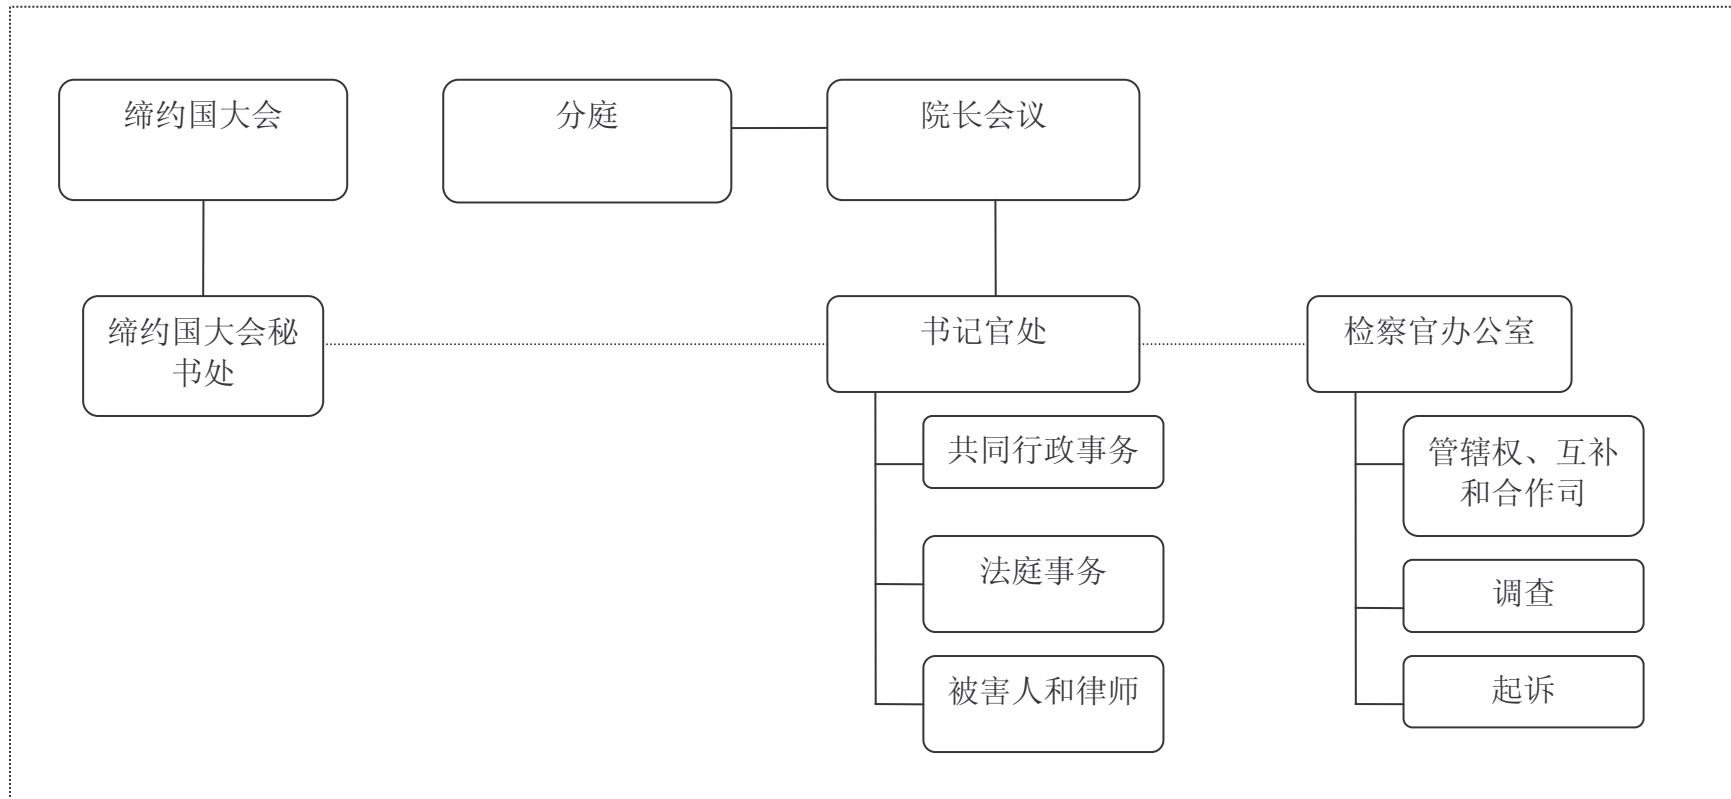 缔约国大会
分庭
院长会议
缔约国大会秘
书处
书记官处
检察官办公室
共同行政事务
法庭事务
被害人和律师
管辖权、互补
和合作司
调查
起诉